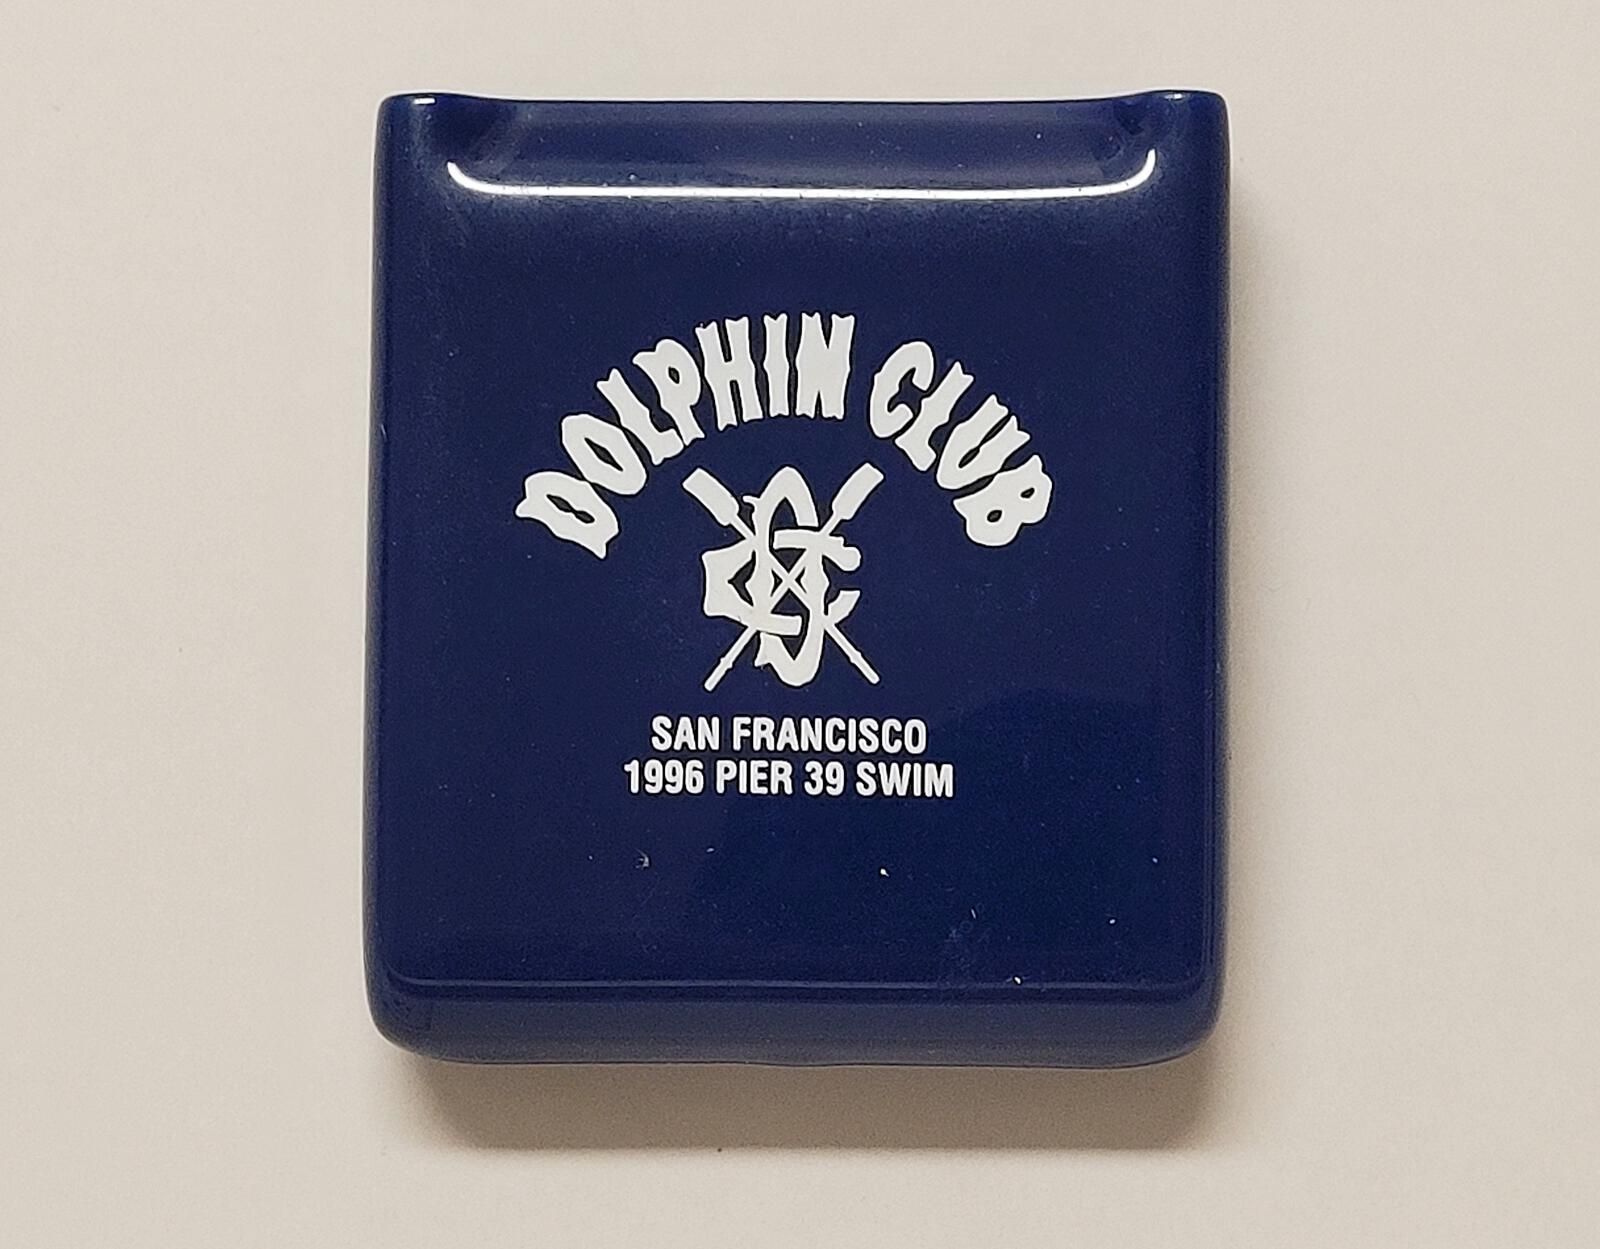 DOLPHIN CLUB
SAN FRANCISCO
1996 PIER 39 SWIM